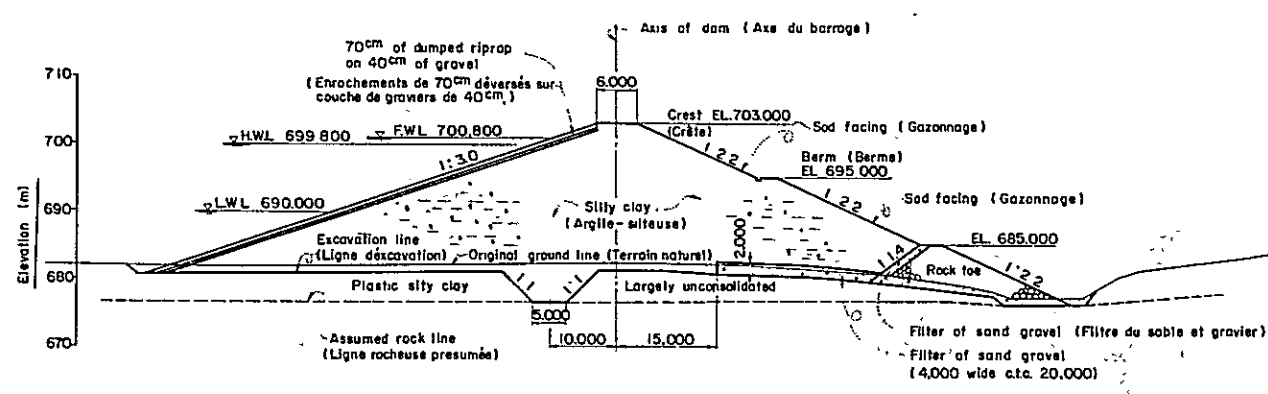 Axis of dam (Axe du barrage)
70cm of dumped riprap
on 40cm of gravel
(Enrochements de 70cm déversés sur
couche de graviers de 40cm)
710
6.000
Crest EL.703.000
(Crête)
Sod facing (Gazonnage)
H.W.L 699 800
F.W.L 700,800
700
1:30
1 2 2
Berm (Berme)
EL 695 000
1 2 2
L.W.L 690.000
690
Sod facing (Gazonnage)
Silty clay
(Argile-silteuse)
Elevation (m)
Excavation line
(Ligne déxcavation)
Original ground line (Terrain naturel)
2.000
EL. 685.000
1 1.4
Rock toe
1:2 2
680
Plastic silty clay
1:1
1:1
Largely unconsolidated
5.000
10.000
15,000
670
Assumed rock line
(Ligne rocheuse presumée)
Filter of sand gravel (Filtre du sable et gravier)
Filter of sand gravel
(4,000 wide c.t.c. 20,000)